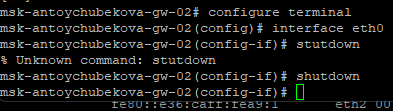 msk-antoychubekova-gw-02# configure terminal
msk-antoychubekova-gw-02(config)# interface eth0
msk-antoychubekova-gw-02(config-if)# stutdown
% Unknown command: stutdown
msk-antoychubekova-gw-02(config-if)# shutdown
msk-antoychubekova-gw-02(config-if)#
fe80::e36:caff:fea9:1 eth2 00